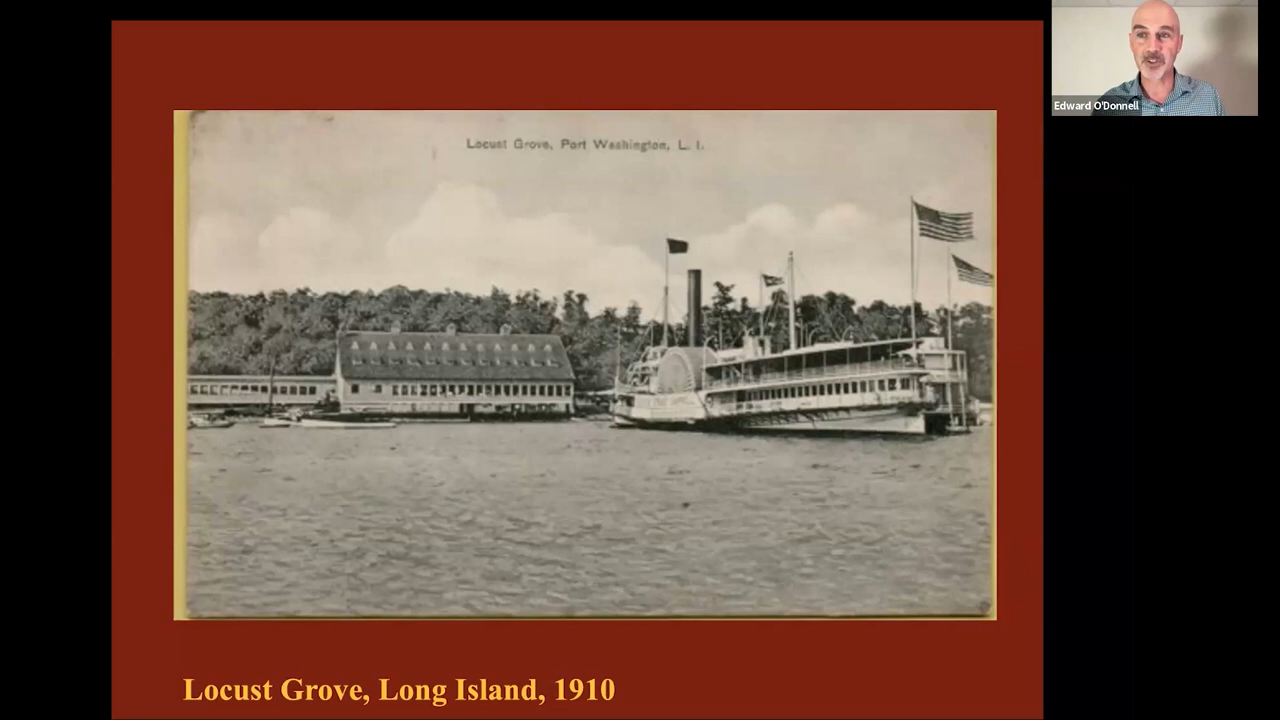 Edward O'Donnell
Locust Grove, Port Washington, L. I.
Locust Grove, Long Island, 1910